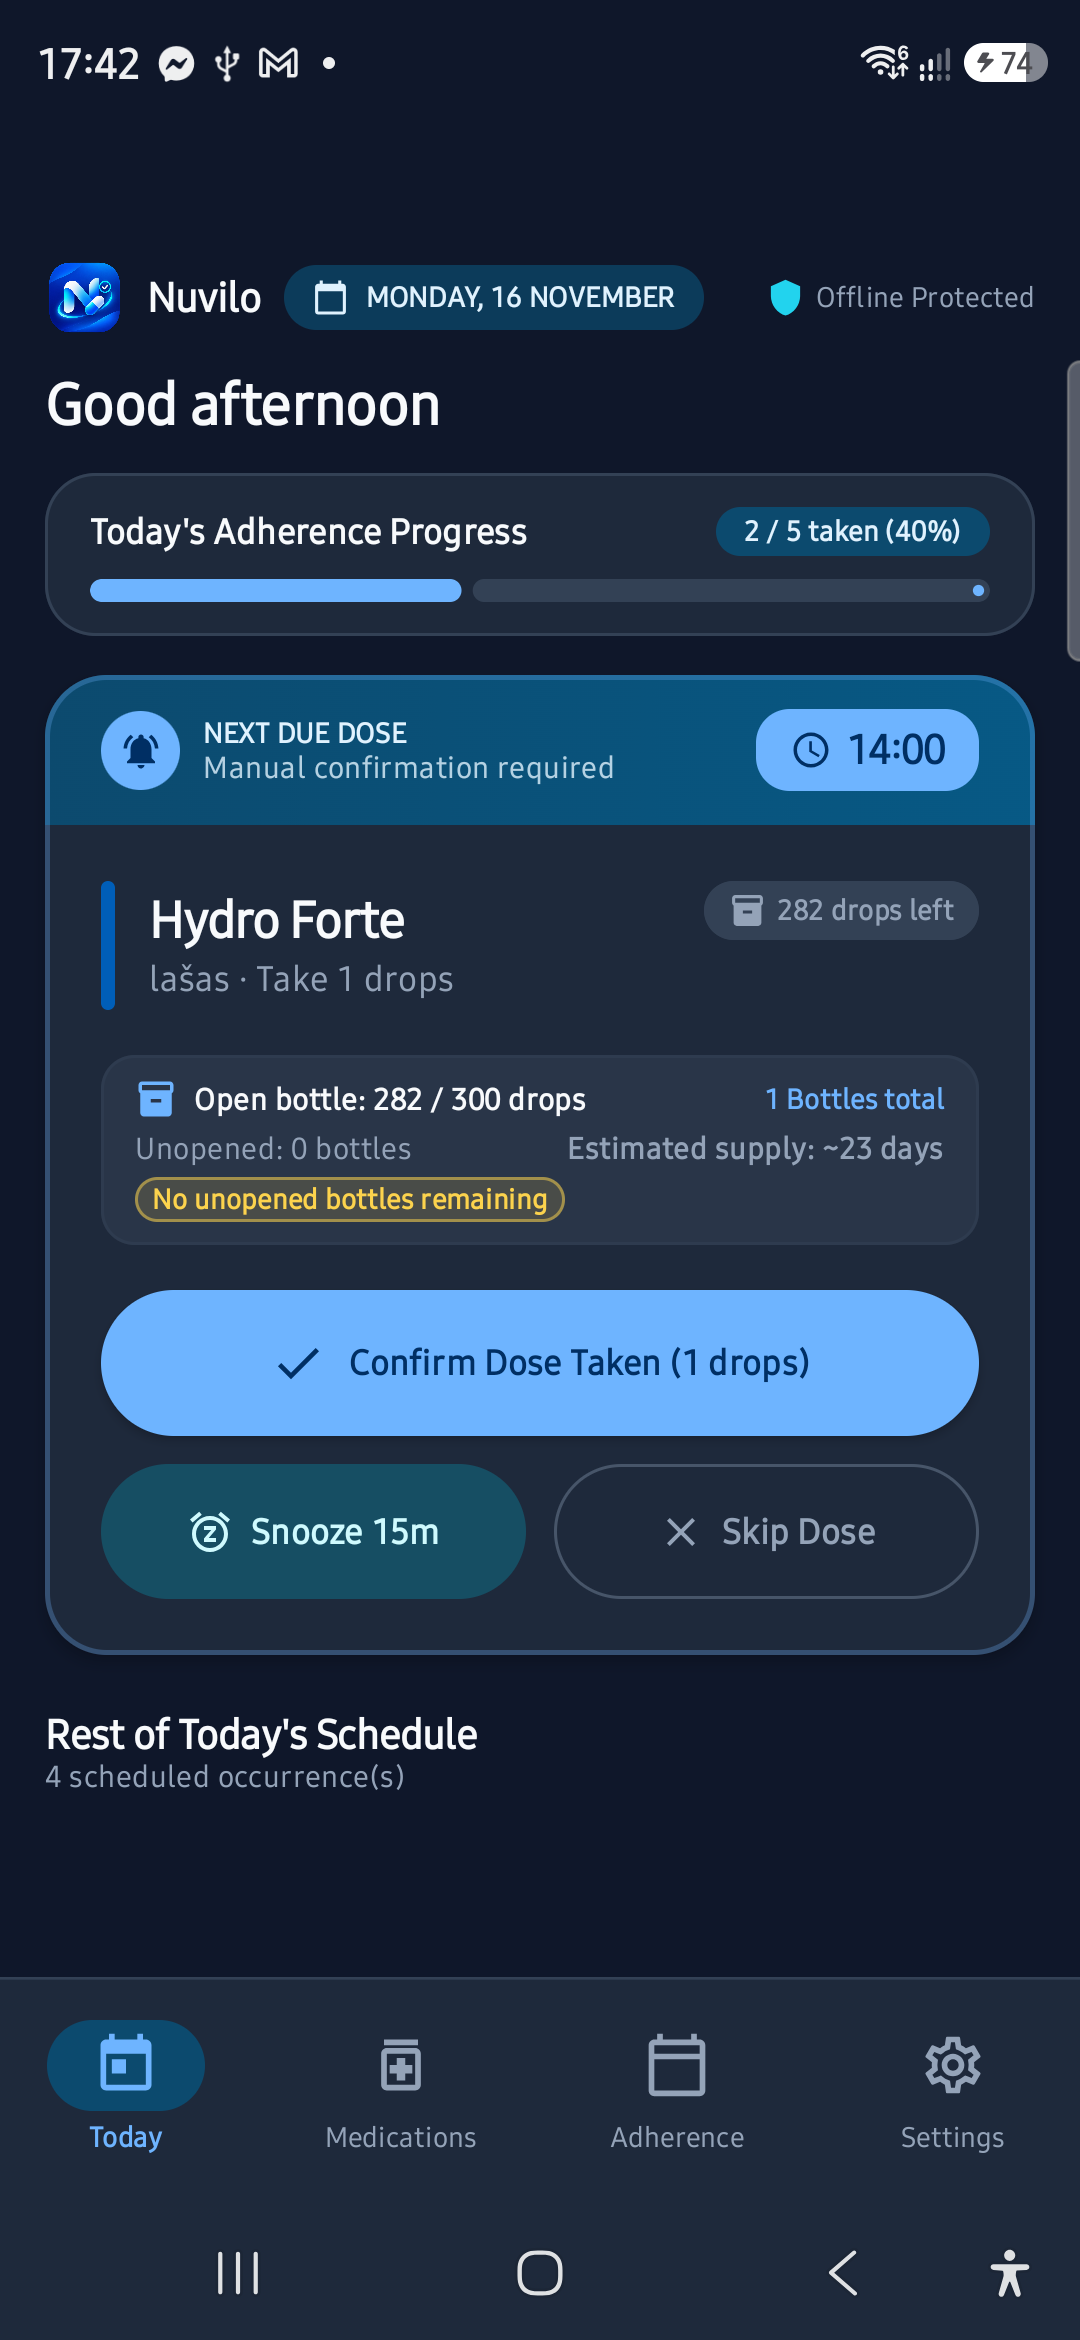 17:42
6
74
Nuvilo
MONDAY, 16 NOVEMBER
Offline Protected
Good afternoon
Today's Adherence Progress
2 / 5 taken (40%)
NEXT DUE DOSE
Manual confirmation required
14:00
Hydro Forte
282 drops left
lašas · Take 1 drops
Open bottle: 282 / 300 drops
1 Bottles total
Unopened: 0 bottles
Estimated supply: ~23 days
No unopened bottles remaining
Confirm Dose Taken (1 drops)
Snooze 15m
Skip Dose
Rest of Today's Schedule
4 scheduled occurrence(s)
Today
Medications
Adherence
Settings